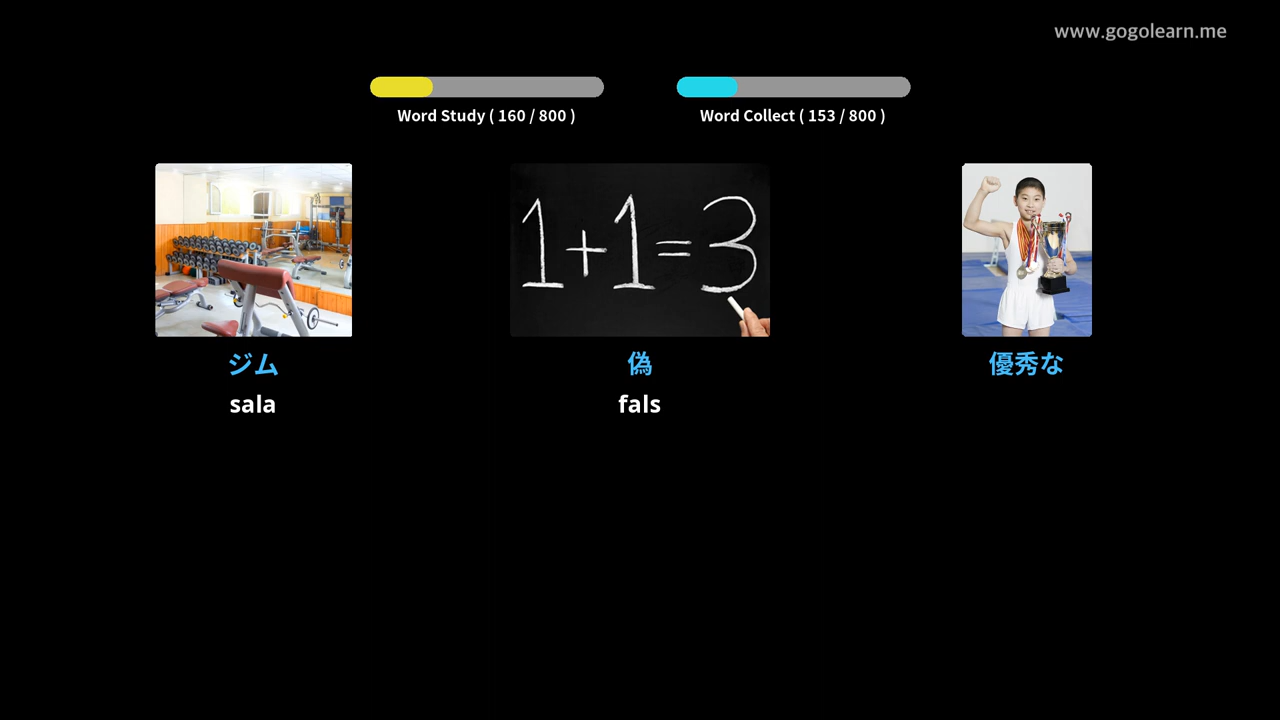 www.gogolearn.me
Word Study ( 160 / 800 )
Word Collect ( 153 / 800 )
1+1=3
ジム
偽
優秀な
sala
fals